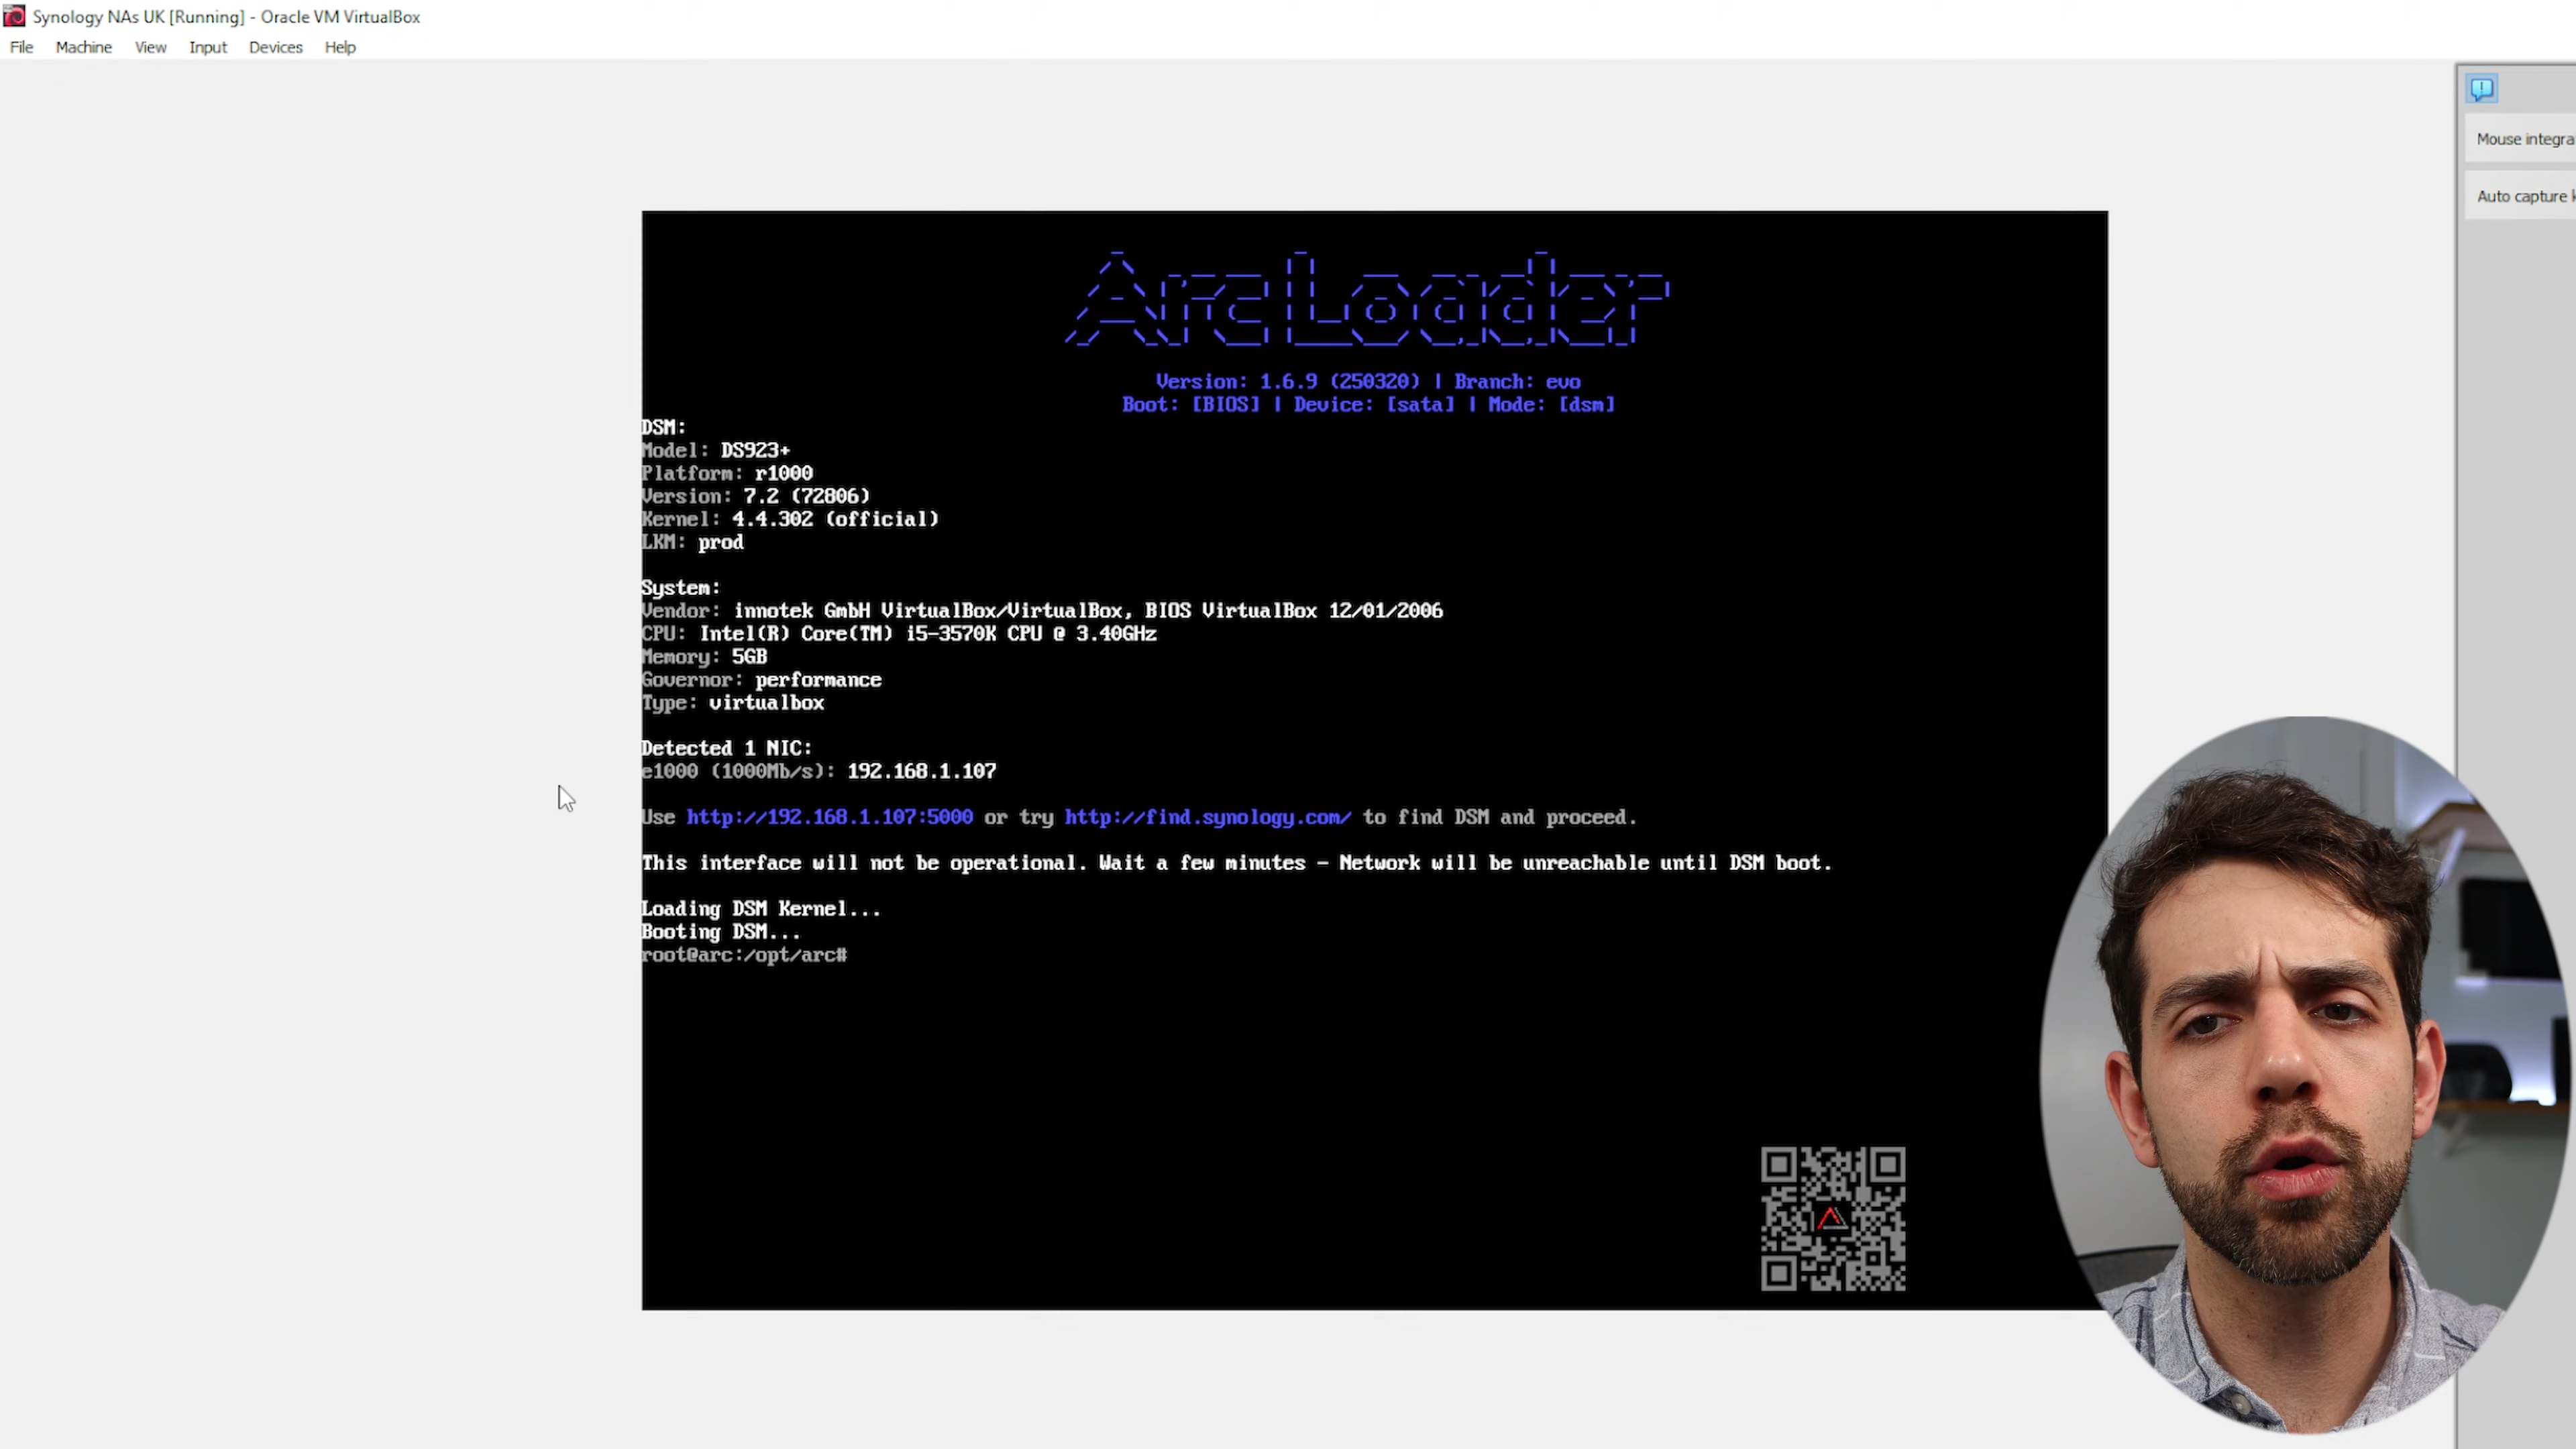 Synology NAs UK [Running] - Oracle VM VirtualBox
File Machine View Input Devices Help
Mouse integra
Auto capture k
Arc Loader
Version: 1.6.9 (250320) | Branch: evo
Boot: [BIOS] | Device: [sata] | Mode: [dsm]
DSM:
Model: DS923+
Platform: r1000
Version: 7.2 (72806)
Kernel: 4.4.302 (official)
LKM: prod
System:
Vendor: innotek GmbH VirtualBox/VirtualBox, BIOS VirtualBox 12/01/2006
CPU: Intel(R) Core(TM) i5-3570K CPU @ 3.40GHz
Memory: 5GB
Governor: performance
Type: virtualbox
Detected 1 NIC:
e1000 (1000Mb/s): 192.168.1.107
Use http://192.168.1.107:5000 or try http://find.synology.com/ to find DSM and proceed.
This interface will not be operational. Wait a few minutes - Network will be unreachable until DSM boot.
Loading DSM Kernel...
Booting DSM...
root@arc:/opt/arc#